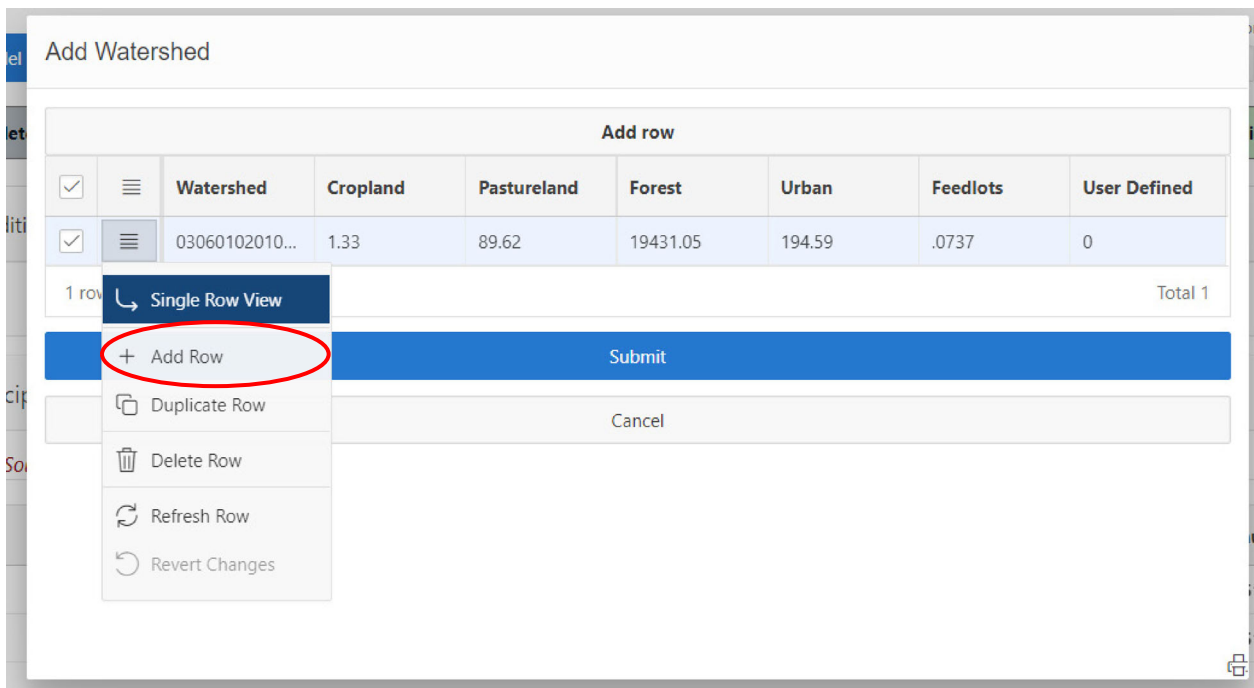 Add Watershed
Add row
Watershed Cropland Pastureland Forest Urban Feedlots User Defined
03060102010... 1.33 89.62 19431.05 194.59 .0737 0
1 row
Total 1
Single Row View
Add Row
Submit
Duplicate Row
Cancel
Delete Row
Refresh Row
Revert Changes